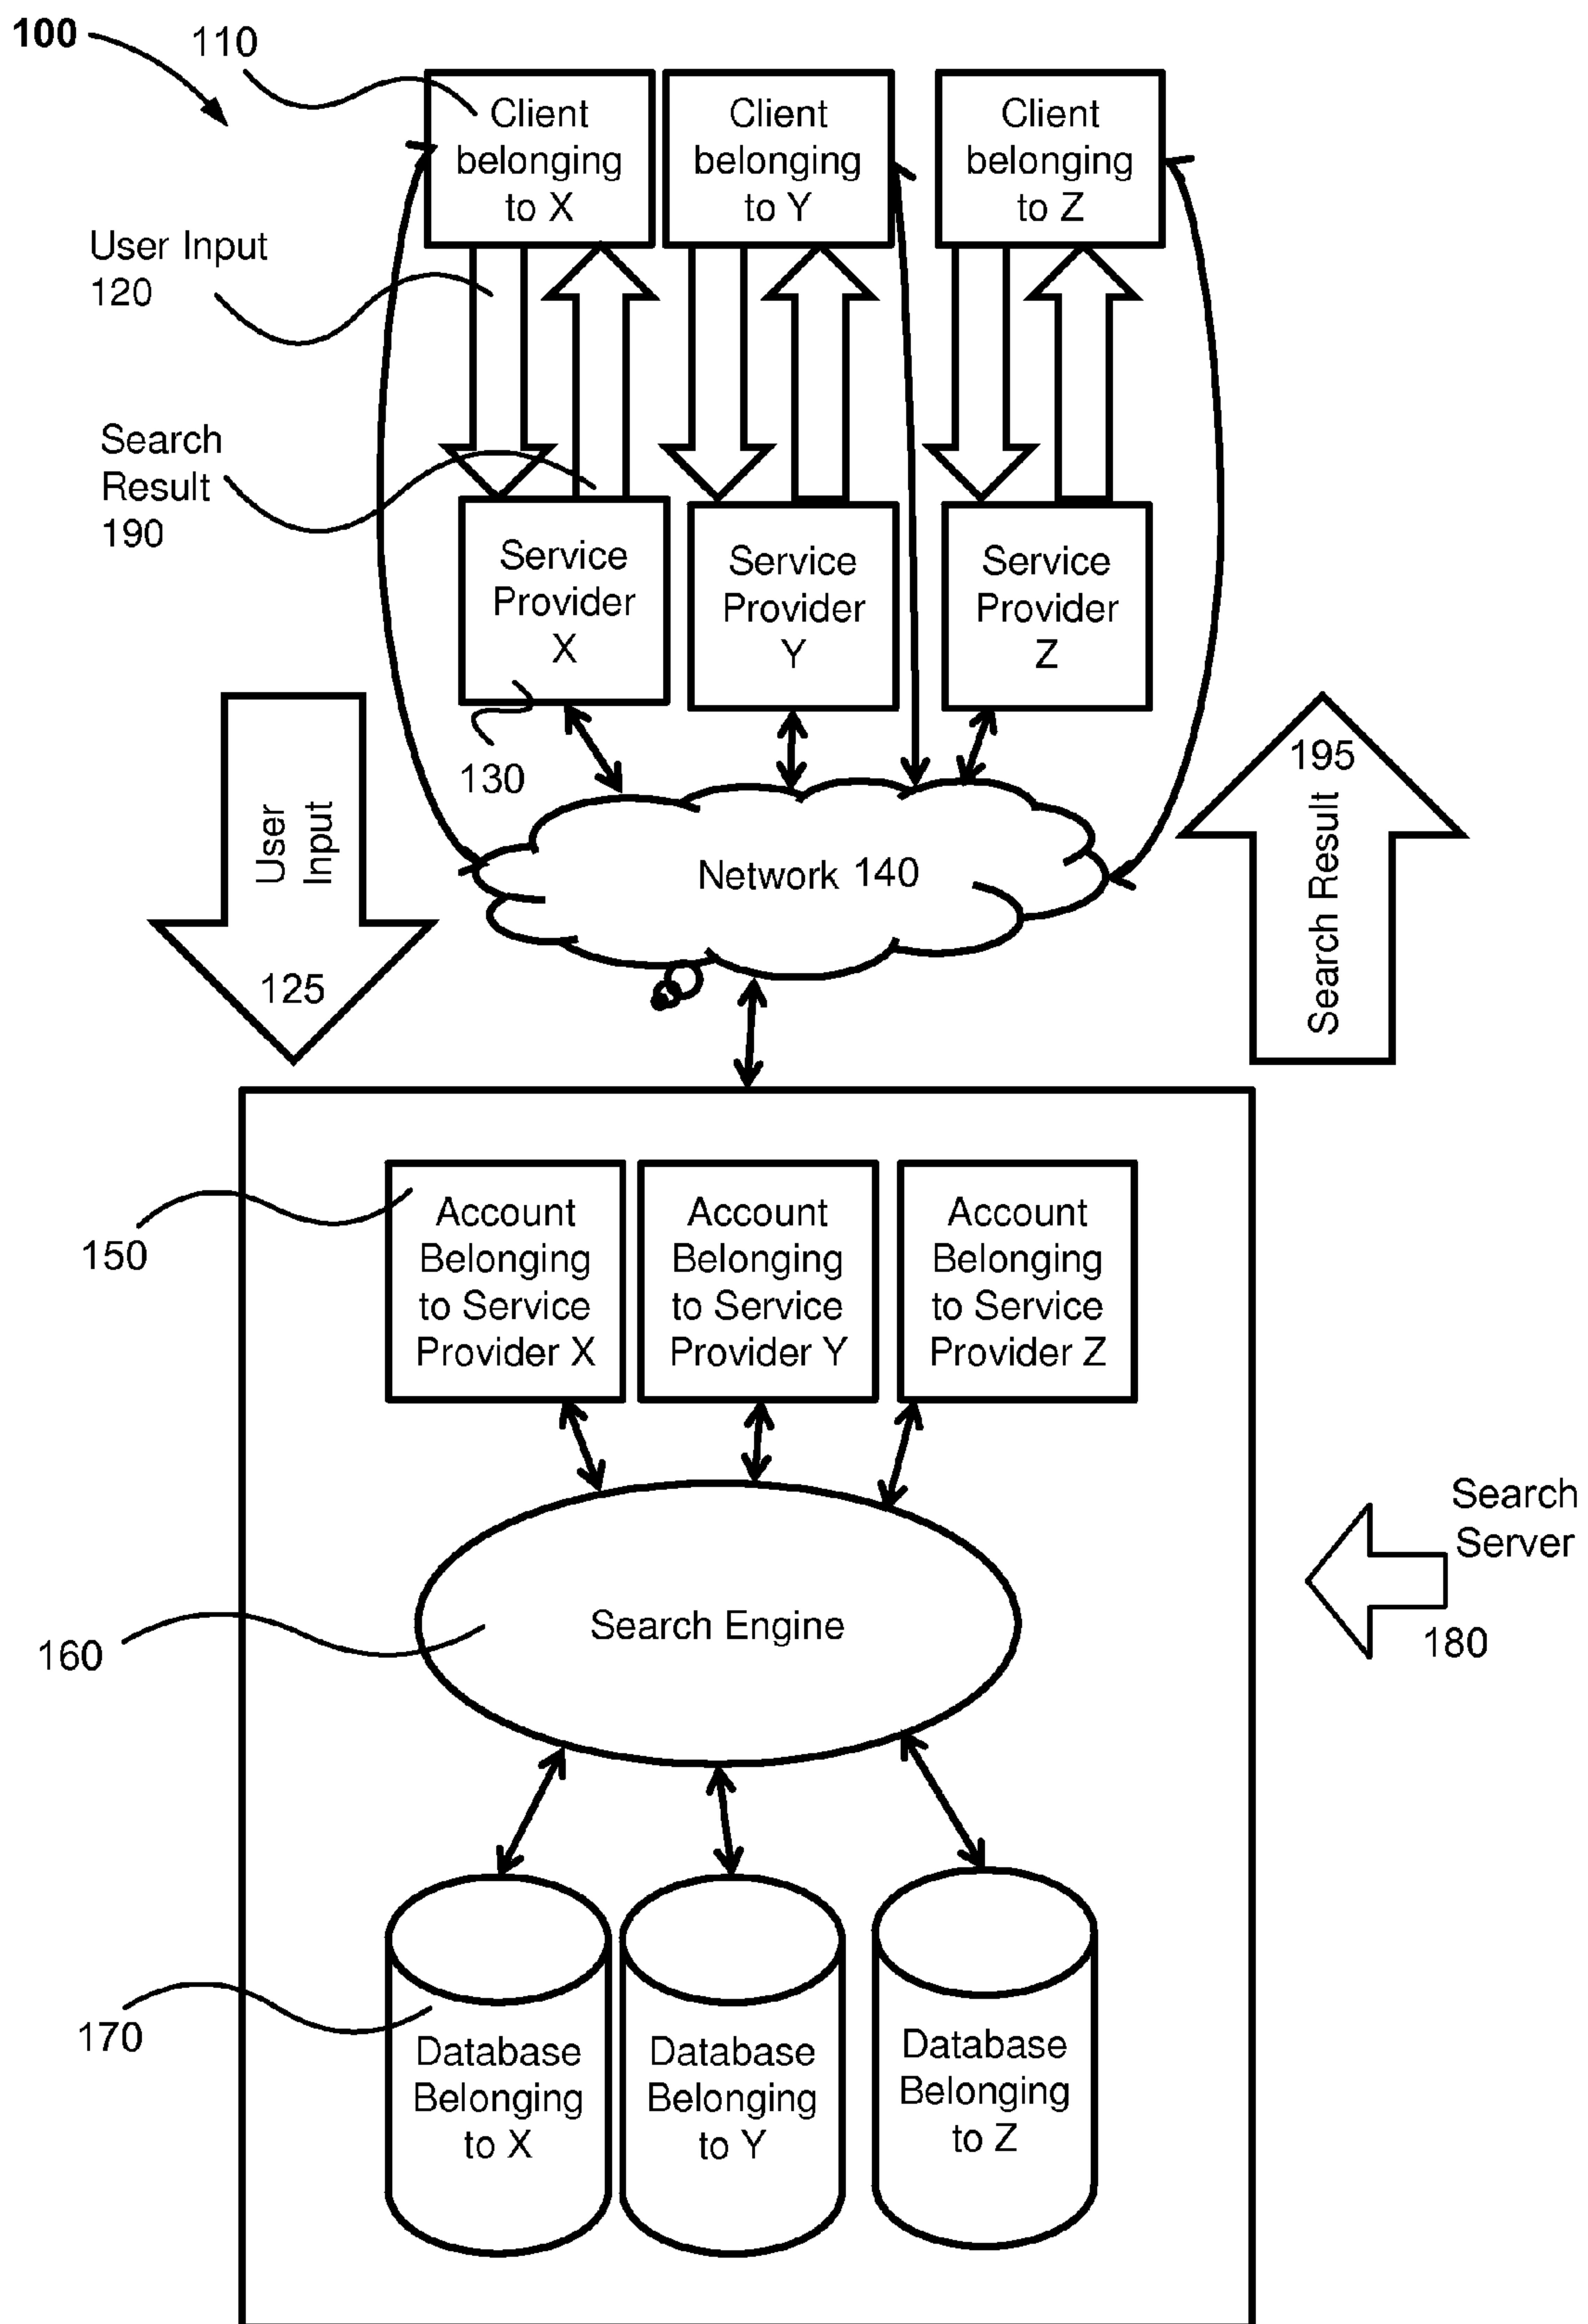 100
110
Client
belonging
to X
Client
belonging
to Y
Client
belonging
to Z
User Input
120
Search
Result
190
Service
Provider
X
Service
Provider
Y
Service
Provider
Z
130
User
Input
125
Network 140
195
Search Result
150
Account
Belonging
to Service
Provider X
Account
Belonging
to Service
Provider Y
Account
Belonging
to Service
Provider Z
160
Search Engine
Search
Server
180
170
Database
Belonging
to X
Database
Belonging
to Y
Database
Belonging
to Z